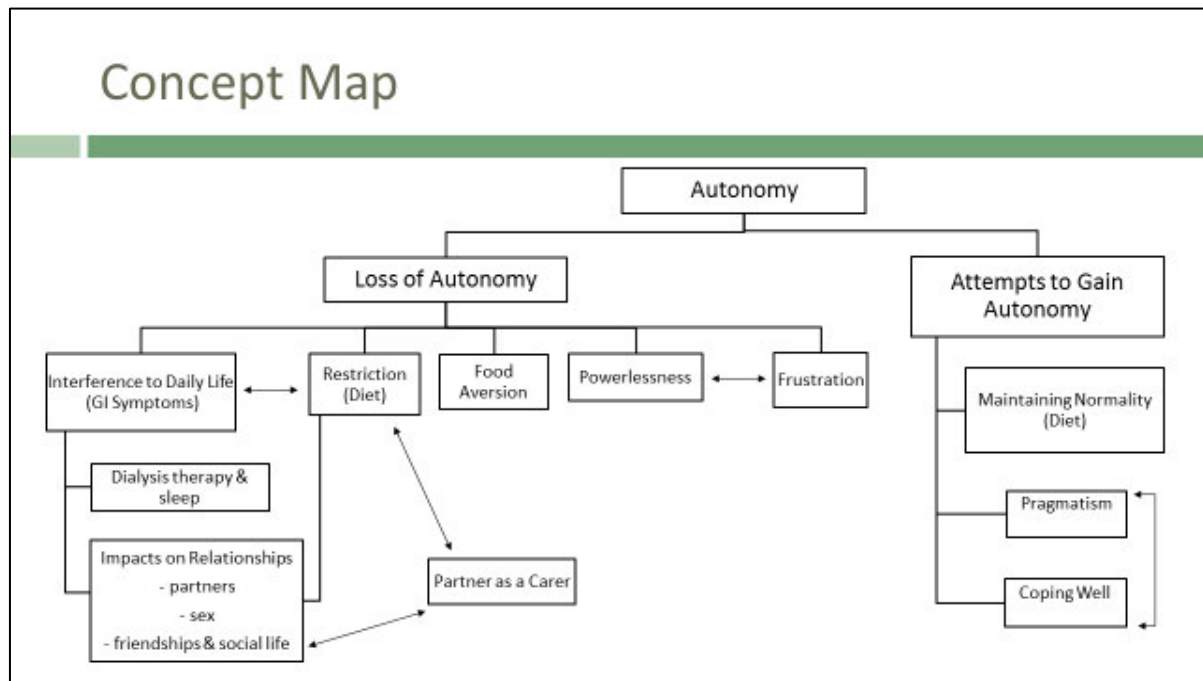 Concept Map
Autonomy
Loss of Autonomy
Attempts to Gain
Autonomy
Interference to Daily Life
(GI Symptoms)
Restriction
(Diet)
Food
Aversion
Powerlessness
Frustration
Maintaining Normality
(Diet)
Dialysis therapy &
sleep
Pragmatism
Impacts on Relationships
- partners
- sex
- friendships & social life
Partner as a Carer
Coping Well